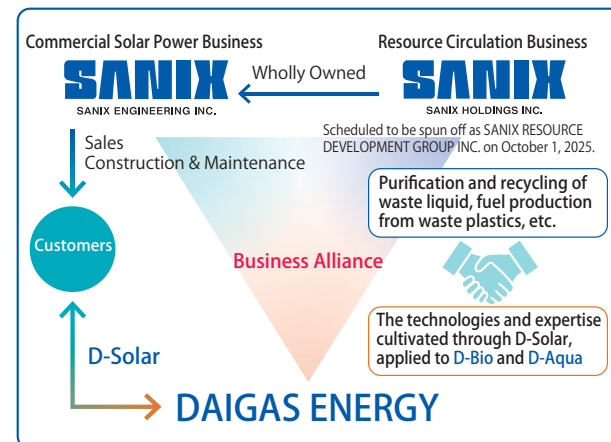 Commercial Solar Power Business
SANIX
SANIX ENGINEERING INC.
Wholly Owned
Resource Circulation Business
SANIX
SANIX HOLDINGS INC.
Scheduled to be spun off as SANIX RESOURCE
DEVELOPMENT GROUP INC. on October 1, 2025.
Sales
Construction & Maintenance
Customers
Purification and recycling of
waste liquid, fuel production
from waste plastics, etc.
Business Alliance
The technologies and expertise
cultivated through D-Solar,
applied to D-Bio and D-Aqua
D-Solar
DAIGAS ENERGY